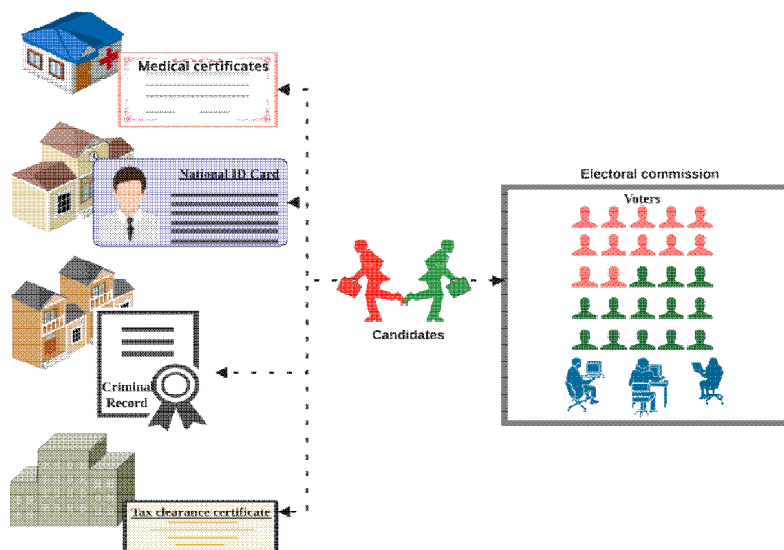 Medical certificates
National ID Card
Criminal
Record
Tax clearance certificate
Candidates
Electoral commission
Voters